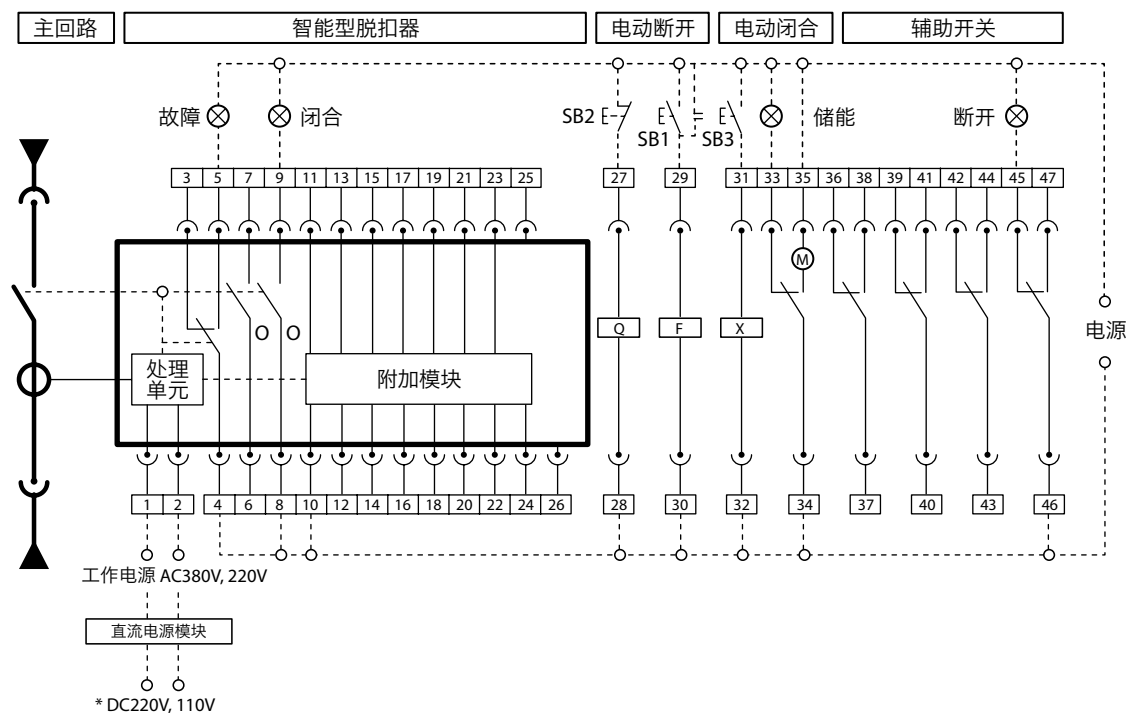 主回路 智能型脱扣器 电动断开 电动闭合 辅助开关
故障 闭合 SB2 SB1 SB3 储能 断开
3 5 7 9 11 13 15 17 19 21 23 25 27 29 31 33 35 36 38 39 41 42 44 45 47
M
O O Q F X
电源
处理
单元
附加模块
1 2 4 6 8 10 12 14 16 18 20 22 24 26 28 30 32 34 37 40 43 46
工作电源 AC380V, 220V
直流电源模块
* DC220V, 110V